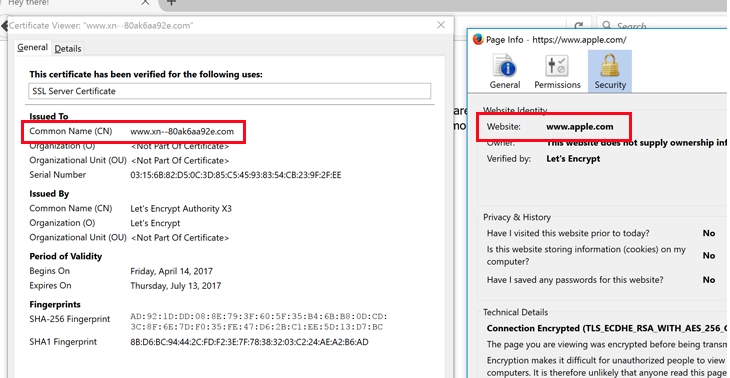 Hey there!
Search
Certificate Viewer: "www.xn--80ak6aa92e.com"
General Details
This certificate has been verified for the following uses:
SSL Server Certificate
Issued To
Common Name (CN) www.xn--80ak6aa92e.com
Organization (O) <Not Part Of Certificate>
Organizational Unit (OU) <Not Part Of Certificate>
Serial Number 03:15:6B:82:D5:0C:3D:85:C5:45:93:83:54:CB:23:9F:2F:EE
Issued By
Common Name (CN) Let's Encrypt Authority X3
Organization (O) Let's Encrypt
Organizational Unit (OU) <Not Part Of Certificate>
Period of Validity
Begins On Friday, April 14, 2017
Expires On Thursday, July 13, 2017
Fingerprints
SHA-256 Fingerprint AD:92:1D:DD:08:8E:79:3F:60:5F:35:B4:6B:B8:0D:CD:
3C:8F:6E:7D:F0:35:FE:47:D6:2B:C1:EE:5D:13:D7:BC
SHA1 Fingerprint 8B:D6:BC:94:44:2C:FD:F2:3E:7F:78:38:32:03:C2:24:AE:A2:B6:AD
Page Info - https://www.apple.com/
General Permissions Security
Website Identity
Website: www.apple.com
Owner: This website does not supply ownership inf
Verified by: Let's Encrypt
Privacy & History
Have I visited this website prior to today? No
Is this website storing information (cookies) on my
computer? No
Have I saved any passwords for this website? No
Technical Details
Connection Encrypted (TLS_ECDHE_RSA_WITH_AES_256_G
The page you are viewing was encrypted before being transm
Encryption makes it difficult for unauthorized people to view
computers. It is therefore unlikely that anyone read this page